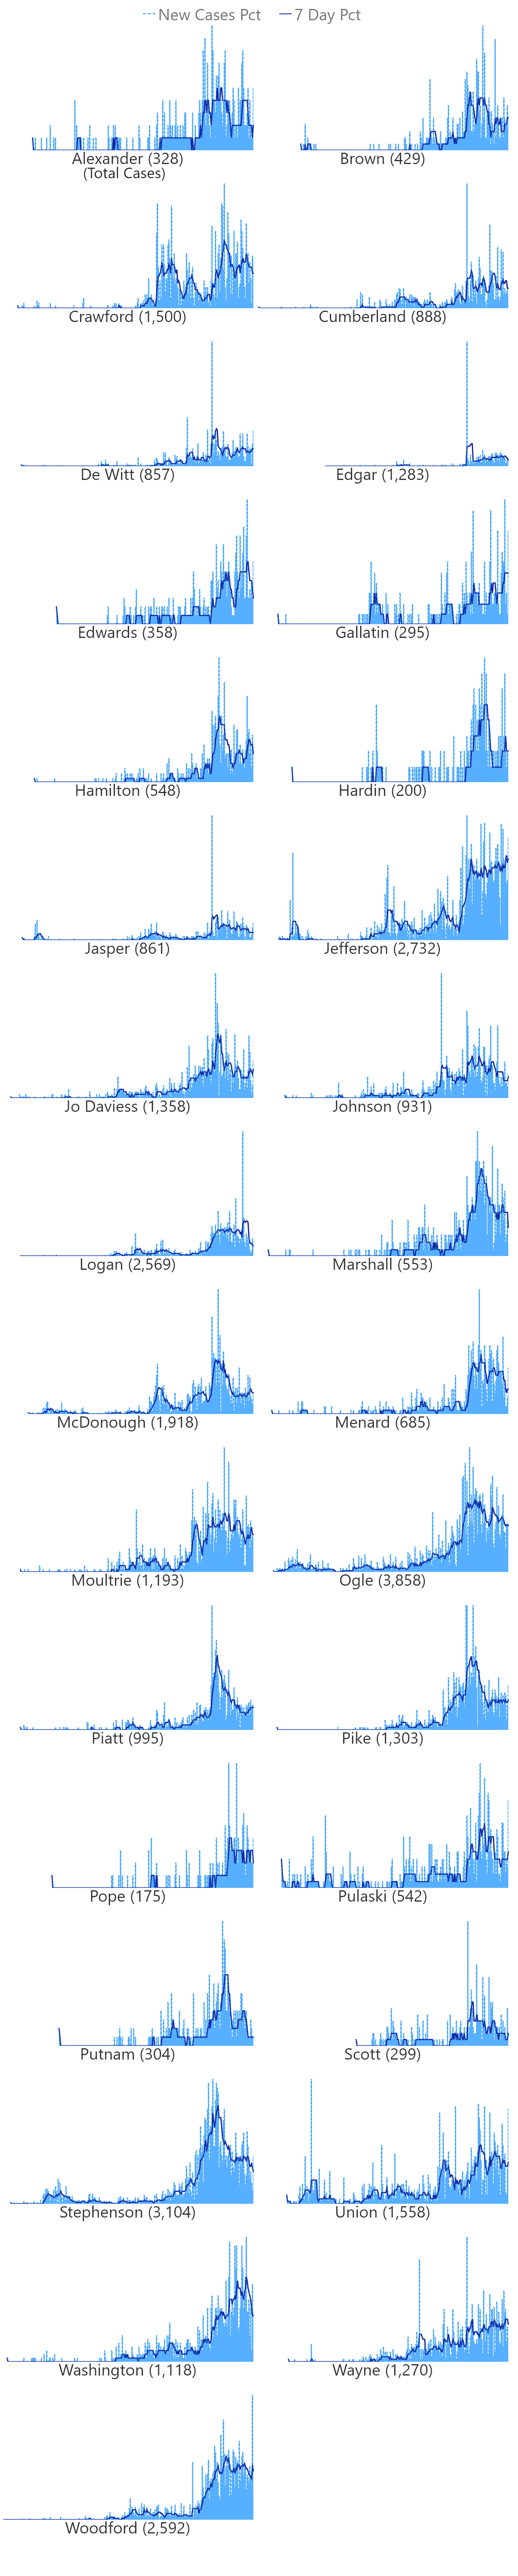 New Cases Pct 7 Day Pct
Alexander (328) Brown (429)
(Total Cases)
Crawford (1,500) Cumberland (888)
De Witt (857) Edgar (1,283)
Edwards (358) Gallatin (295)
Hamilton (548) Hardin (200)
Jasper (861) Jefferson (2,732)
Jo Daviess (1,358) Johnson (931)
Logan (2,569) Marshall (553)
McDonough (1,918) Menard (685)
Moultrie (1,193) Ogle (3,858)
Piatt (995) Pike (1,303)
Pope (175) Pulaski (542)
Putnam (304) Scott (299)
Stephenson (3,104) Union (1,558)
Washington (1,118) Wayne (1,270)
Woodford (2,592)